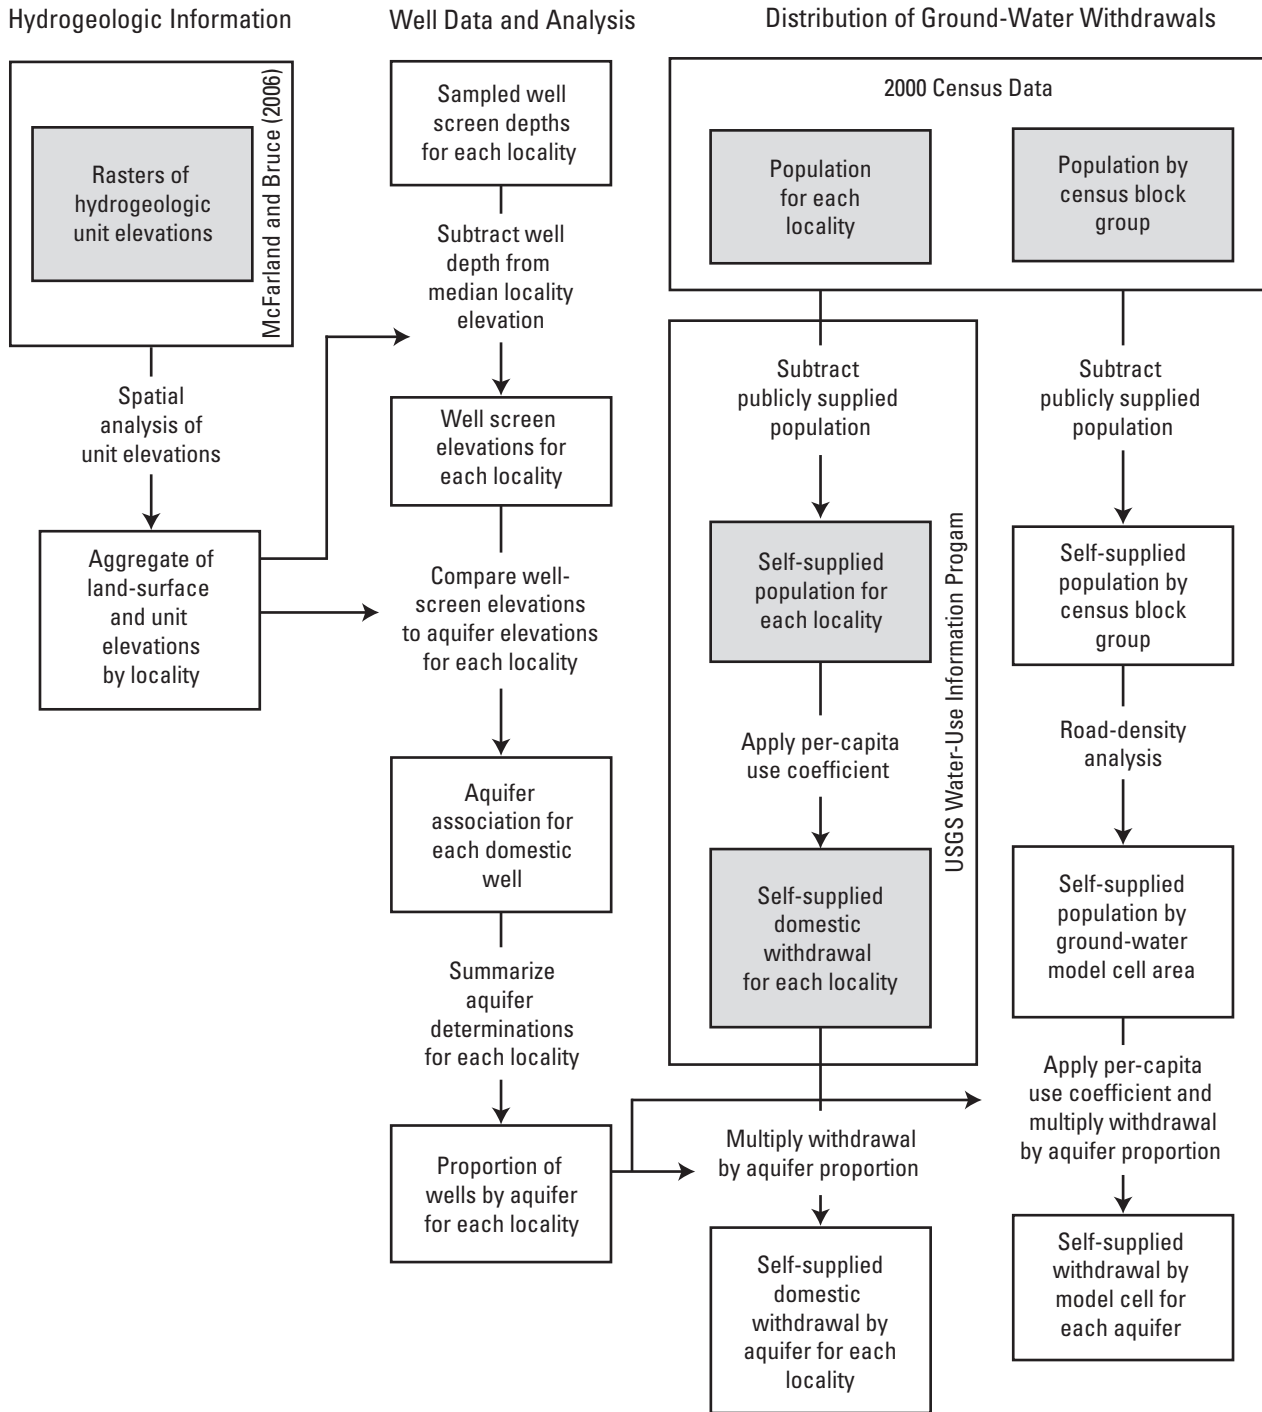 Hydrogeologic Information
McFarland and Bruce (2006)
Rasters of
hydrogeologic
unit elevations
Spatial
analysis of
unit elevations
Aggregate of
land-surface
and unit
elevations
by locality
Well Data and Analysis
Sampled well
screen depths
for each locality
Subtract well
depth from
median locality
elevation
Well screen
elevations for
each locality
Compare well-
screen elevations
to aquifer elevations
for each locality
Aquifer
association for
each domestic
well
Summarize
aquifer
determinations
for each locality
Proportion of
wells by aquifer
for each locality
Distribution of Ground-Water Withdrawals
2000 Census Data
Population
for each
locality
Subtract
publicly supplied
population
Self-supplied
population for
each locality
Apply per-capita
use coefficient
Self-supplied
domestic
withdrawal
for each locality
USGS Water-Use Information Progam
Multiply withdrawal
by aquifer proportion
Self-supplied
domestic
withdrawal by
aquifer for each
locality
Population by
census block
group
Subtract
publicly supplied
population
Self-supplied
population by
census block
group
Road-density
analysis
Self-supplied
population by
ground-water
model cell area
Apply per-capita
use coefficient and
multiply withdrawal
by aquifer proportion
Self-supplied
withdrawal by
model cell for
each aquifer